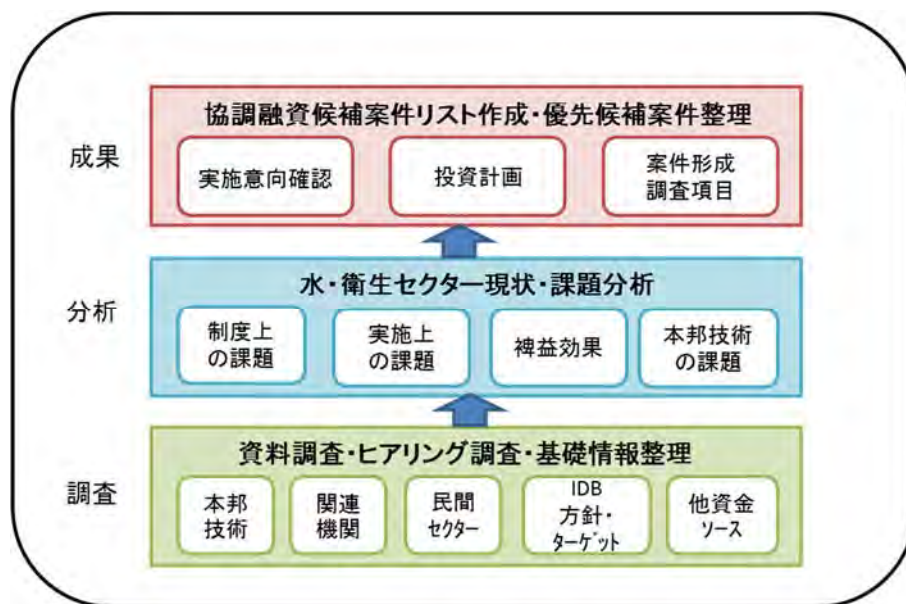 成果
協調融資候補案件リスト作成・優先候補案件整理
実施意向確認
投資計画
案件形成
調査項目
分析
水・衛生セクター現状・課題分析
制度上
の課題
実施上
の課題
裨益効果
本邦技術
の課題
調査
資料調査・ヒアリング調査・基礎情報整理
本邦
技術
関連
機関
民間
ｾｸﾀｰ
IDB
方針・
ﾀｰｹﾞｯﾄ
他資金
ソース